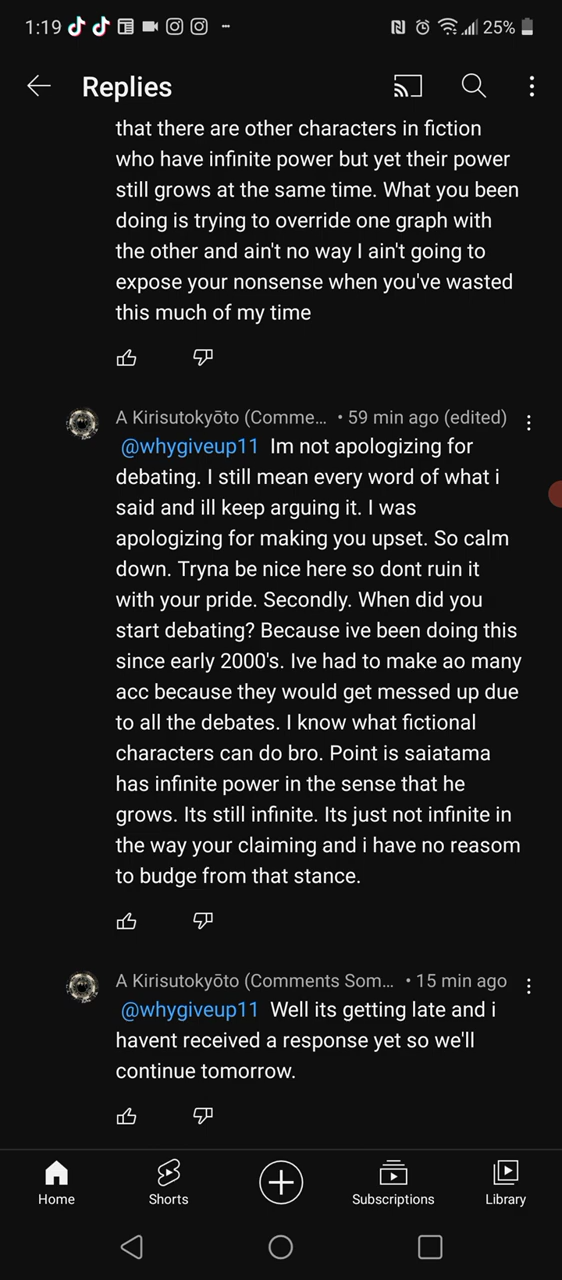 1:19
25%
Replies
that there are other characters in fiction
who have infinite power but yet their power
still grows at the same time. What you been
doing is trying to override one graph with
the other and ain't no way I ain't going to
expose your nonsense when you've wasted
this much of my time
A Kirisutokyōto (Comme... • 59 min ago (edited)
@whygiveup11 Im not apologizing for
debating. I still mean every word of what i
said and ill keep arguing it. I was
apologizing for making you upset. So calm
down. Tryna be nice here so dont ruin it
with your pride. Secondly. When did you
start debating? Because ive been doing this
since early 2000's. Ive had to make ao many
acc because they would get messed up due
to all the debates. I know what fictional
characters can do bro. Point is saiatama
has infinite power in the sense that he
grows. Its still infinite. Its just not infinite in
the way your claiming and i have no reasom
to budge from that stance.
A Kirisutokyōto (Comments Som... • 15 min ago
@whygiveup11 Well its getting late and i
havent received a response yet so we'll
continue tomorrow.
Home
Shorts
Subscriptions
Library